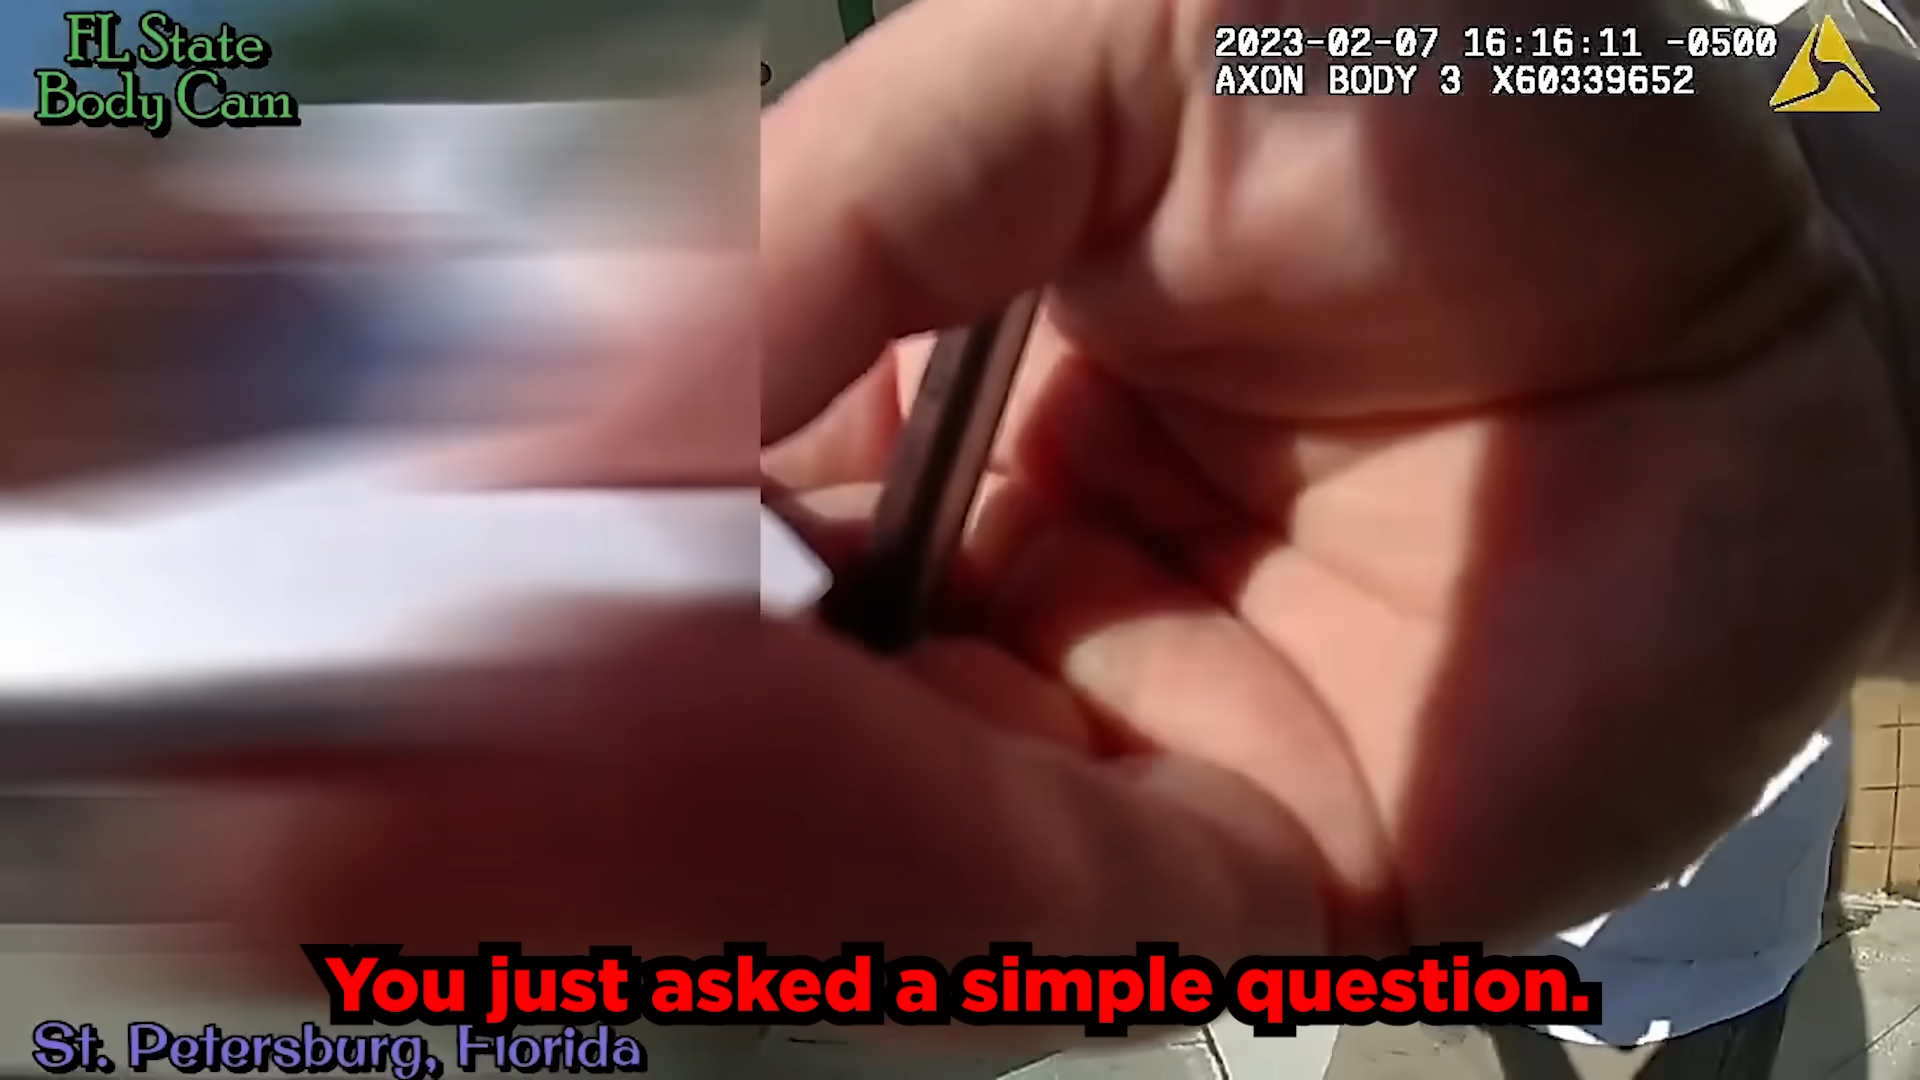 FL State
Body Cam
2023-02-07 16:16:11 -0500
AXON BODY 3 X60339652
You just asked a simple question.
St. Petersburg, Florida